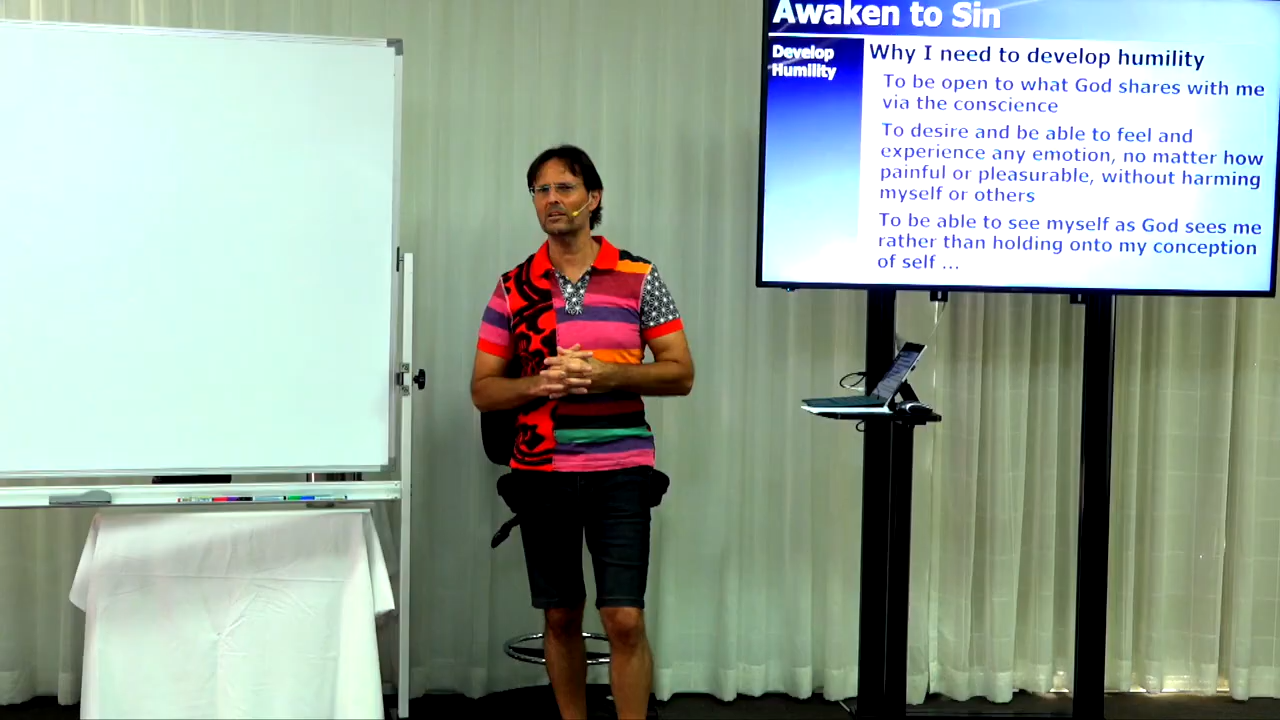 Awaken to Sin
Develop
Humility
Why I need to develop humility
To be open to what God shares with me
via the conscience
To desire and be able to feel and
experience any emotion, no matter how
painful or pleasurable, without harming
myself or others
To be able to see myself as God sees me
rather than holding onto my conception
of self ...